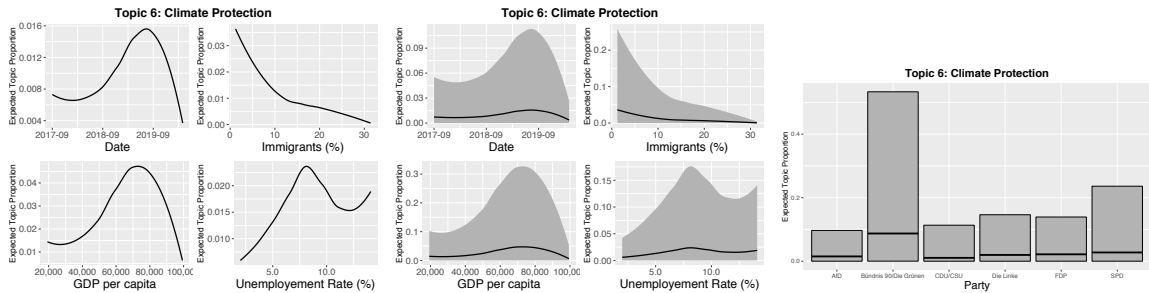 Topic 6: Climate Protection
Expected Topic Proportion
0.016
0.012
0.008
0.004
2017-09 2018-09 2019-09
Date
Expected Topic Proportion
0.03
0.02
0.01
0.00
0 10 20 30
Immigrants (%)
Expected Topic Proportion
0.04
0.03
0.02
0.01
20,000 40,000 60,000 80,000 100,00
GDP per capita
Expected Topic Proportion
0.020
0.015
0.010
5.0 10.0
Unemployement Rate (%)
Topic 6: Climate Protection
Expected Topic Proportion
0.09
0.06
0.03
0.00
2017-09 2018-09 2019-09
Date
Expected Topic Proportion
0.2
0.1
0.0
0 10 20 30
Immigrants (%)
Expected Topic Proportion
0.3
0.2
0.1
0.0
20,000 40,000 60,000 80,000 100,00
GDP per capita
Expected Topic Proportion
0.15
0.10
0.05
0.00
5.0 10.0
Unemployement Rate (%)
Topic 6: Climate Protection
Expected Topic Proportion
0.4
0.2
0.0
AfD Bündnis 90/Die Grünen CDU/CSU Die Linke FDP SPD
Party